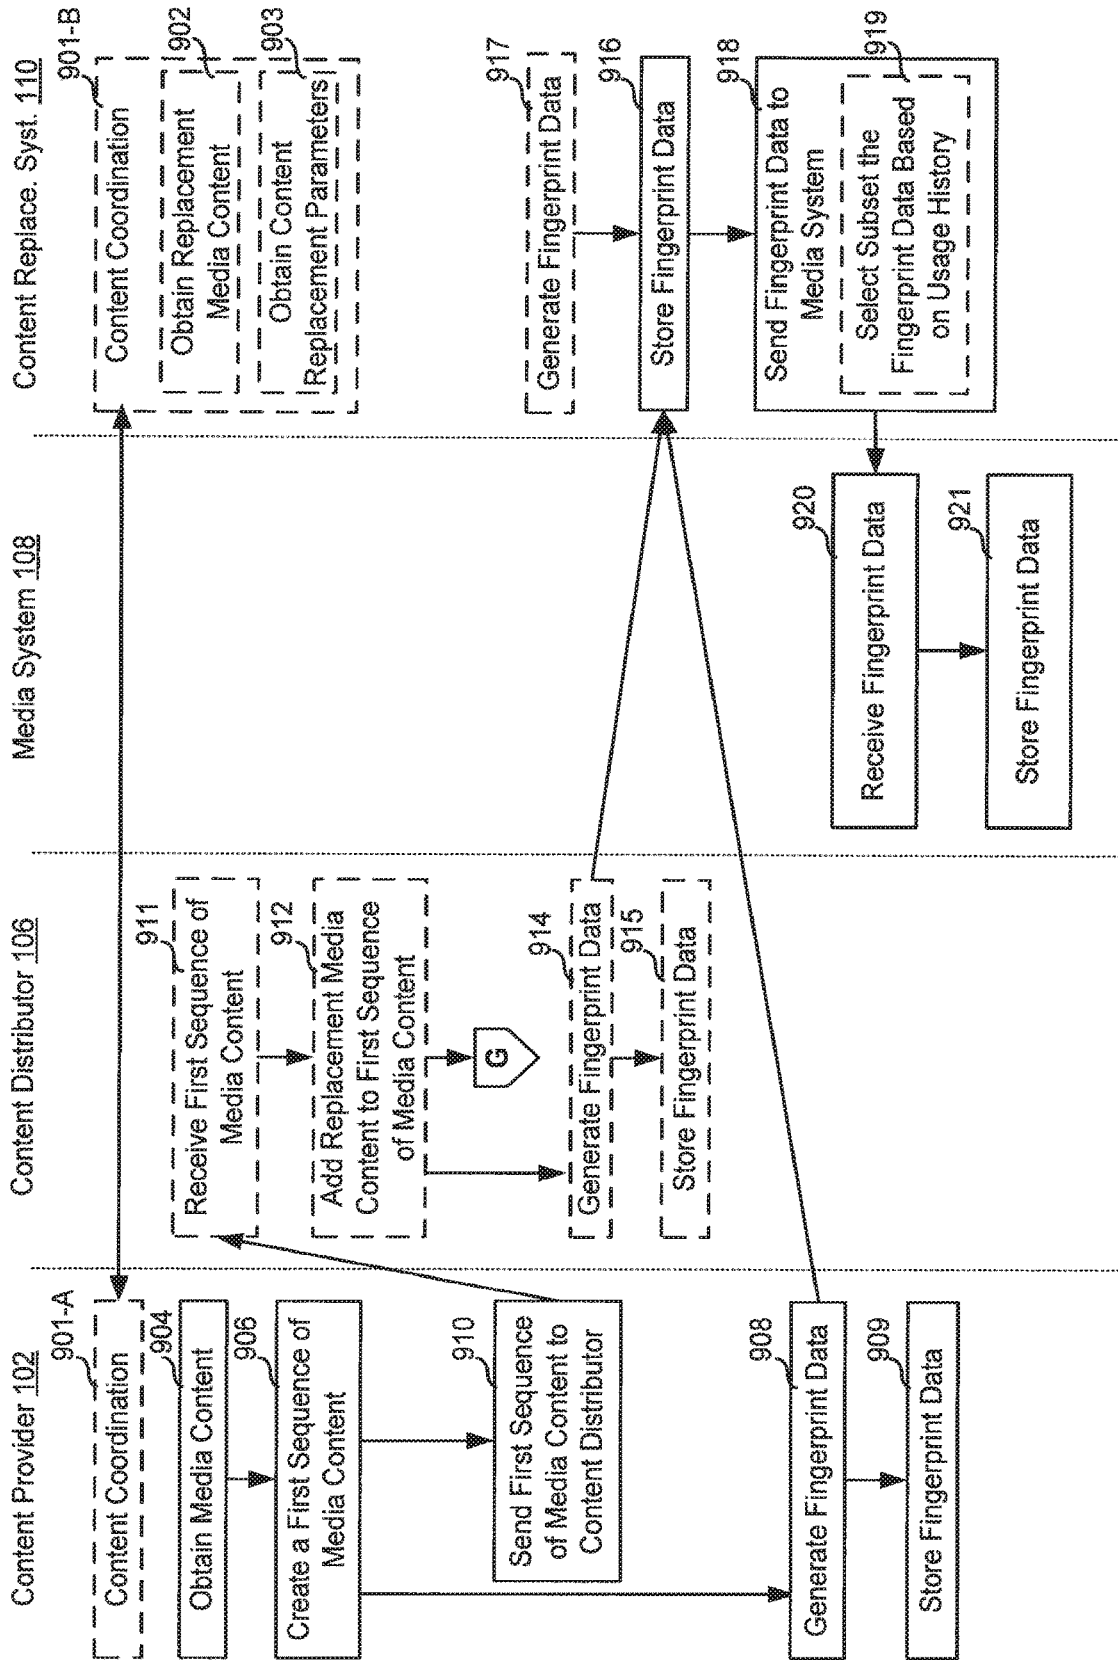 Content Provider 102
901-A
Content Coordination
904
Obtain Media Content
906
Create a First Sequence of
Media Content
910
Send First Sequence
of Media Content to
Content Distributor
908
Generate Fingerprint Data
909
Store Fingerprint Data
Content Distributor 106
911
Receive First Sequence of
Media Content
912
Add Replacement Media
Content to First Sequence
of Media Content
G
914
Generate Fingerprint Data
915
Store Fingerprint Data
Media System 108
920
Receive Fingerprint Data
921
Store Fingerprint Data
Content Replace. Syst. 110
901-B
Content Coordination
902
Obtain Replacement
Media Content
903
Obtain Content
Replacement Parameters
917
Generate Fingerprint Data
916
Store Fingerprint Data
918
Send Fingerprint Data to
Media System
919
Select Subset the
Fingerprint Data Based
on Usage History